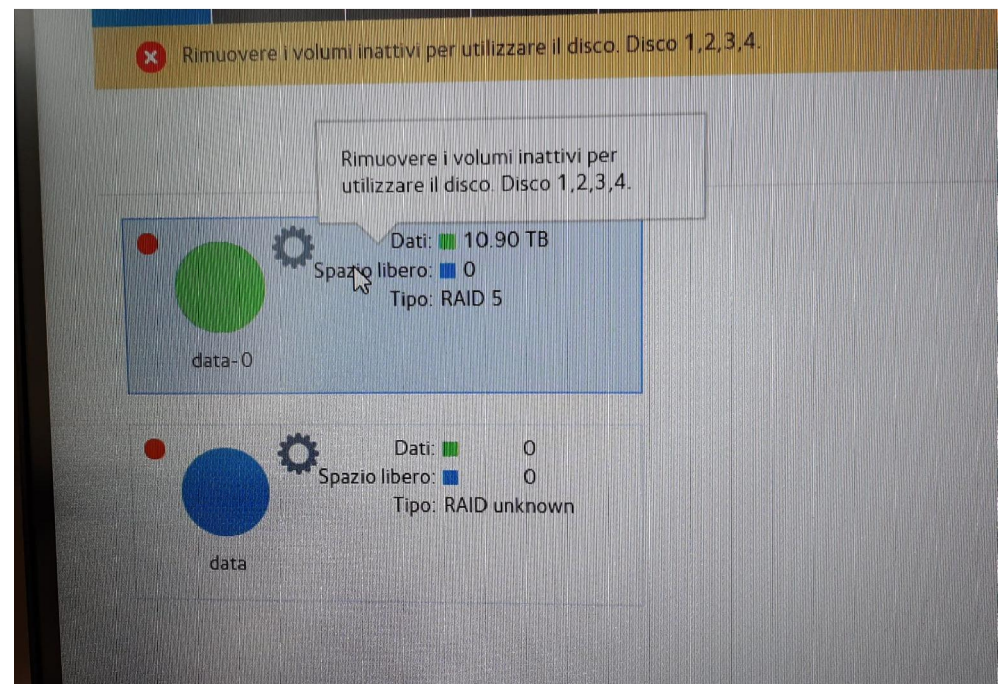 Rimuovere i volumi inattivi per utilizzare il disco. Disco 1,2,3,4.
Rimuovere i volumi inattivi per
utilizzare il disco. Disco 1,2,3,4.
Dati: 10.90 TB
Spazio libero: 0
Tipo: RAID 5
data-0
Dati: 0
Spazio libero: 0
Tipo: RAID unknown
data